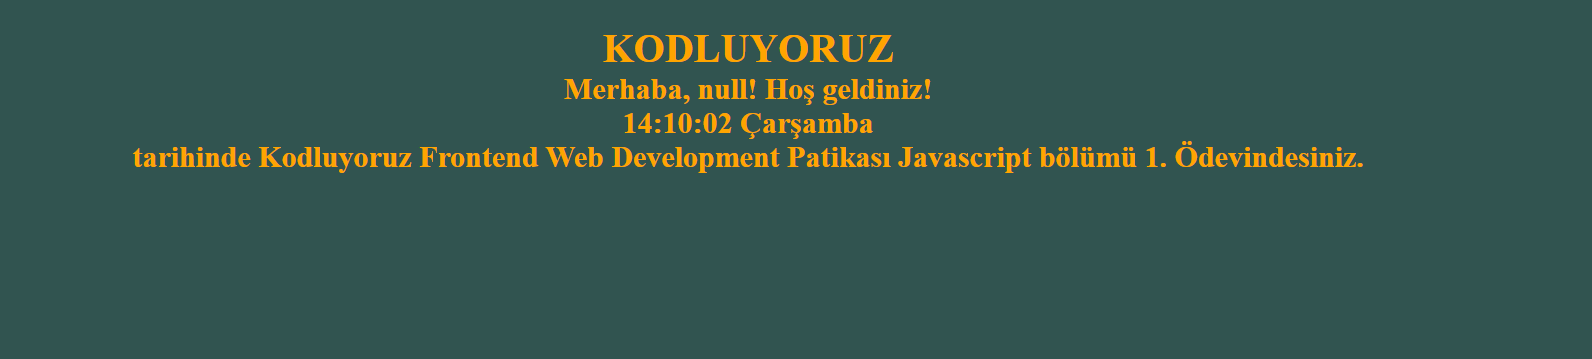 KODLUYORUZ
Merhaba, null! Hoş geldiniz!
14:10:02 Çarşamba
tarihinde Kodluyoruz Frontend Web Development Patikası Javascript bölümü 1. Ödevindesiniz.